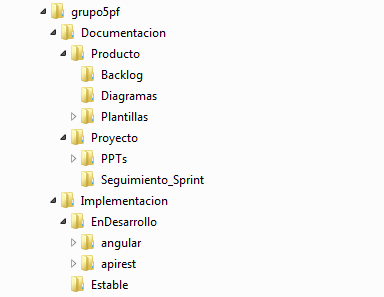 grupo5pf
Documentacion
Producto
Backlog
Diagramas
Plantillas
Proyecto
PPTs
Seguimiento_Sprint
Implementacion
EnDesarrollo
angular
apirest
Estable